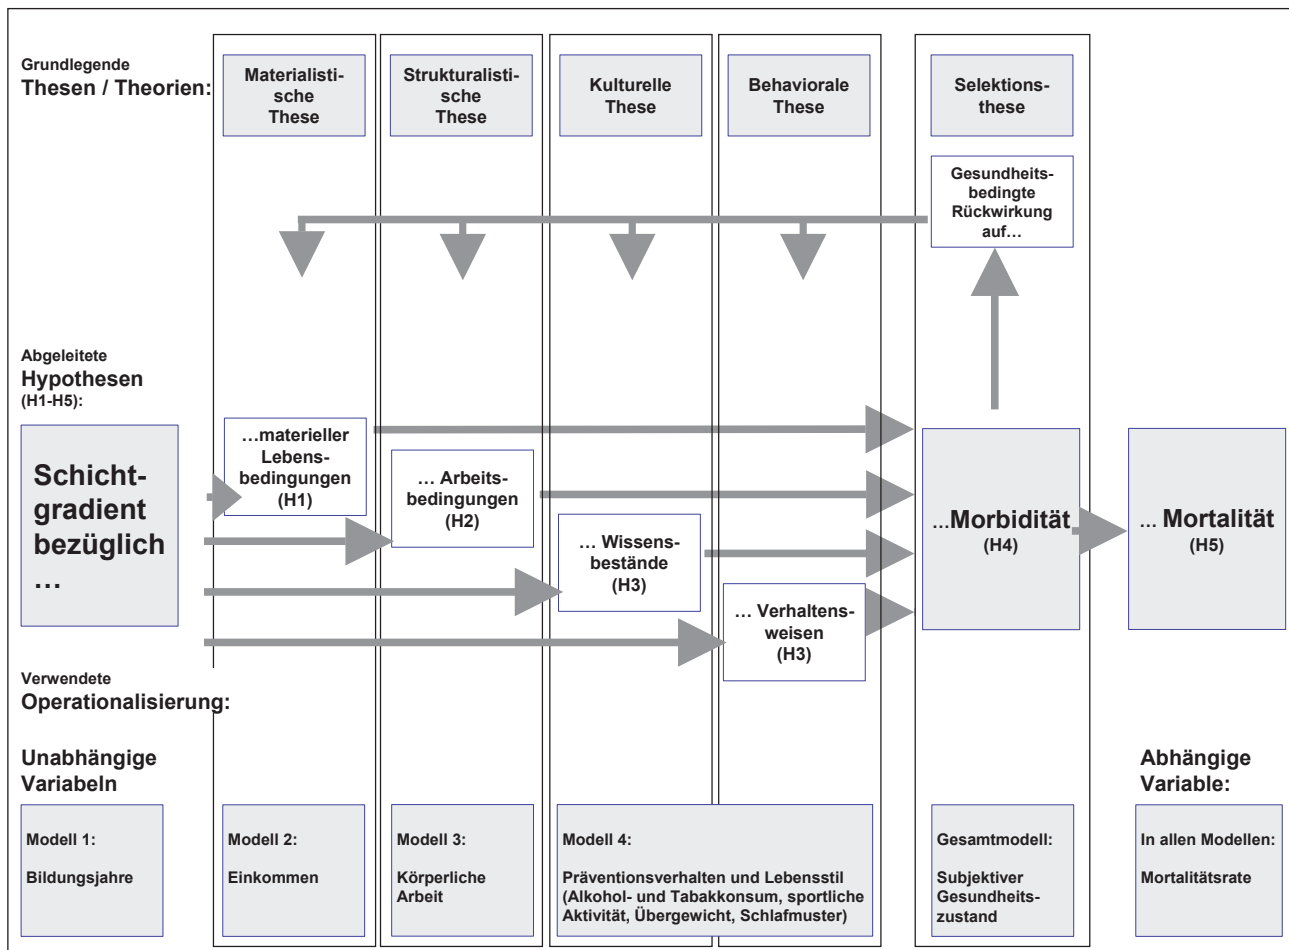 Grundlegende
Thesen / Theorien:
Materialisti-
sche
These
Strukturalisti-
sche
These
Kulturelle
These
Behaviorale
These
Selektions-
these
Gesundheits-
bedingte
Rückwirkung
auf…
Abgeleitete
Hypothesen
(H1-H5):
Schicht-
gradient
bezüglich
…
…materieller
Lebens-
bedingungen
(H1)
… Arbeits-
bedingungen
(H2)
… Wissens-
bestände
(H3)
… Verhaltens-
weisen
(H3)
…Morbidität
(H4)
… Mortalität
(H5)
Verwendete
Operationalisierung:
Unabhängige
Variabeln
Abhängige
Variable:
Modell 1:
Bildungsjahre
Modell 2:
Einkommen
Modell 3:
Körperliche
Arbeit
Modell 4:
Präventionsverhalten und Lebensstil
(Alkohol- und Tabakkonsum, sportliche
Aktivität, Übergewicht, Schlafmuster)
Gesamtmodell:
Subjektiver
Gesundheits-
zustand
In allen Modellen:
Mortalitätsrate